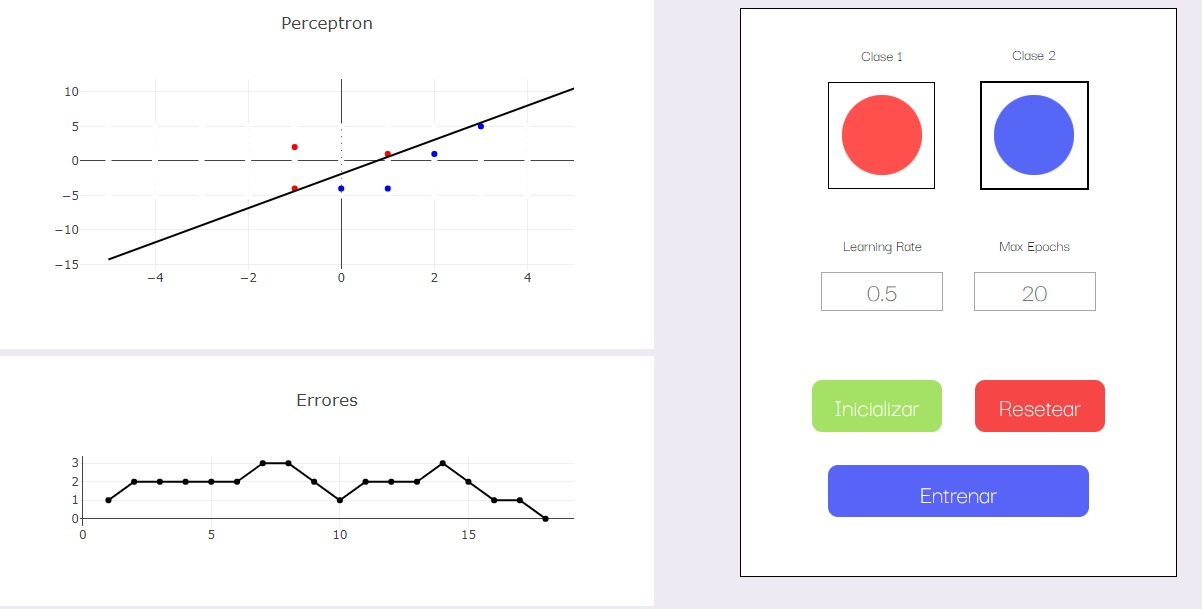 Perceptron
10
5
0
−5
−10
−15
−4 −2 0 2 4
Errores
3
2
1
0
0 5 10 15
Clase 1 Clase 2
Learning Rate Max Epochs
0.5 20
Inicializar Resetear
Entrenar